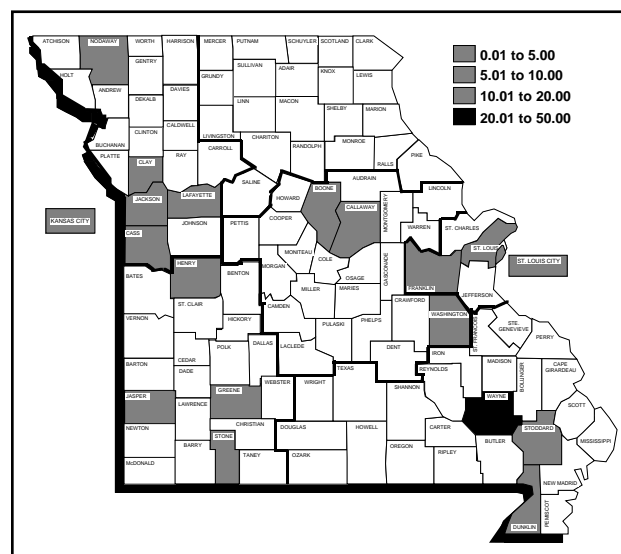 ATCHISON
NODAWAY
WORTH
HARRISON
MERCER
PUTNAM
SCHUYLER
SCOTLAND
CLARK
0.01 to 5.00
5.01 to 10.00
10.01 to 20.00
20.01 to 50.00
HOLT
GENTRY
SULLIVAN
ADAIR
KNOX
LEWIS
GRUNDY
ANDREW
DEKALB
DAVIES
LINN
MACON
SHELBY
MARION
BUCHANAN
CLINTON
CALDWELL
LIVINGSTON
CHARITON
RANDOLPH
MONROE
RALLS
PIKE
PLATTE
CLAY
RAY
CARROLL
SALINE
HOWARD
BOONE
AUDRAIN
LINCOLN
KANSAS CITY
JACKSON
LAFAYETTE
CALLAWAY
MONTGOMERY
WARREN
ST. CHARLES
CASS
JOHNSON
PETTIS
COOPER
MONITEAU
COLE
OSAGE
GASCONADE
ST. LOUIS
ST. LOUIS CITY
FRANKLIN
JEFFERSON
BATES
HENRY
BENTON
MORGAN
MILLER
MARIES
CRAWFORD
WASHINGTON
ST. FRANCOIS
STE.
GENEVIEVE
PERRY
VERNON
ST. CLAIR
HICKORY
CAMDEN
PULASKI
PHELPS
DENT
IRON
BARTON
CEDAR
DADE
POLK
DALLAS
LACLEDE
TEXAS
REYNOLDS
MADISON
BOLLINGER
CAPE
GIRARDEAU
JASPER
LAWRENCE
GREENE
WEBSTER
WRIGHT
SHANNON
WAYNE
SCOTT
NEWTON
CHRISTIAN
DOUGLAS
HOWELL
CARTER
BUTLER
STODDARD
MISSISSIPPI
McDONALD
BARRY
STONE
TANEY
OZARK
OREGON
RIPLEY
NEW MADRID
DUNKLIN
PEMISCOT